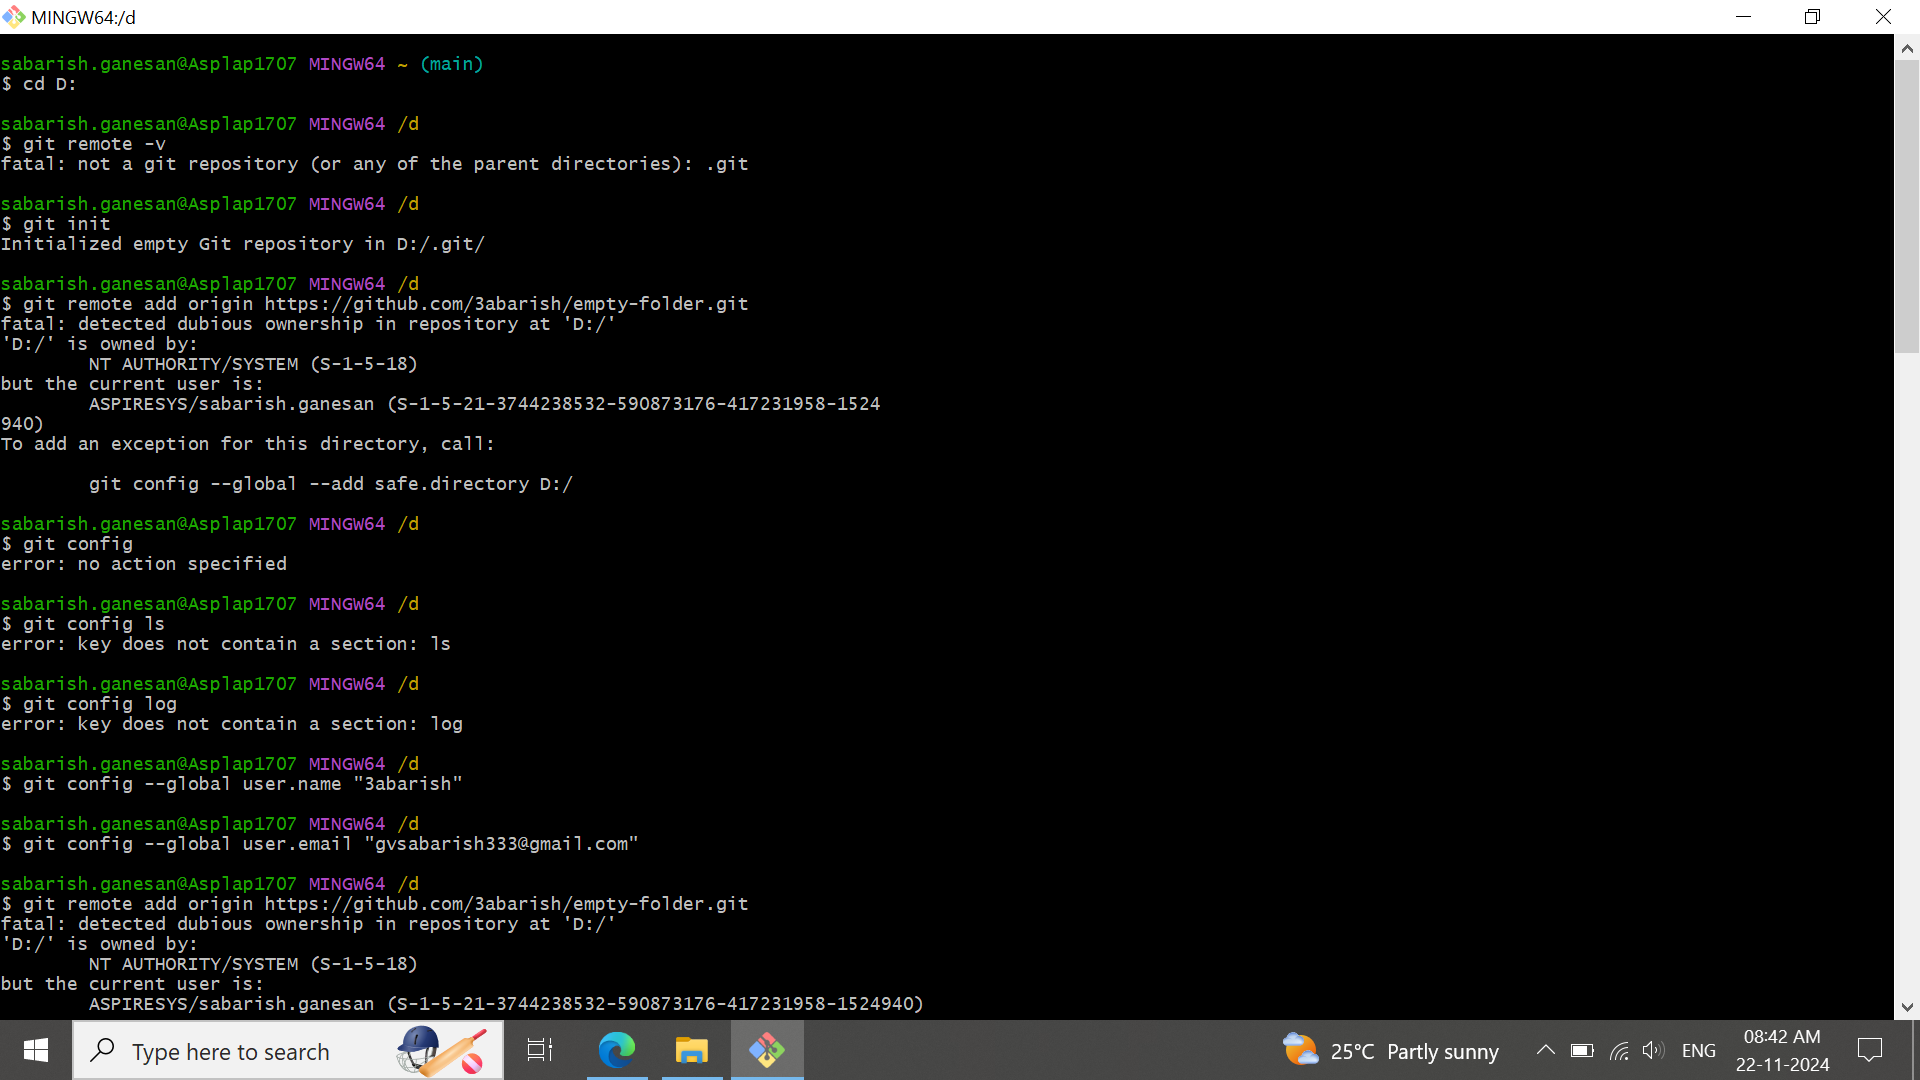 MINGW64:/d
sabarish.ganesan@Asplap1707 MINGW64 ~ (main)
$ cd D:
sabarish.ganesan@Asplap1707 MINGW64 /d
$ git remote -v
fatal: not a git repository (or any of the parent directories): .git
sabarish.ganesan@Asplap1707 MINGW64 /d
$ git init
Initialized empty Git repository in D:/.git/
sabarish.ganesan@Asplap1707 MINGW64 /d
$ git remote add origin https://github.com/3abarish/empty-folder.git
fatal: detected dubious ownership in repository at 'D:/'
'D:/' is owned by:
NT AUTHORITY/SYSTEM (S-1-5-18)
but the current user is:
ASPIRESYS/sabarish.ganesan (S-1-5-21-3744238532-590873176-417231958-1524
940)
To add an exception for this directory, call:
git config --global --add safe.directory D:/
sabarish.ganesan@Asplap1707 MINGW64 /d
$ git config
error: no action specified
sabarish.ganesan@Asplap1707 MINGW64 /d
$ git config ls
error: key does not contain a section: ls
sabarish.ganesan@Asplap1707 MINGW64 /d
$ git config log
error: key does not contain a section: log
sabarish.ganesan@Asplap1707 MINGW64 /d
$ git config --global user.name "3abarish"
sabarish.ganesan@Asplap1707 MINGW64 /d
$ git config --global user.email "gvsabarish333@gmail.com"
sabarish.ganesan@Asplap1707 MINGW64 /d
$ git remote add origin https://github.com/3abarish/empty-folder.git
fatal: detected dubious ownership in repository at 'D:/'
'D:/' is owned by:
NT AUTHORITY/SYSTEM (S-1-5-18)
but the current user is:
ASPIRESYS/sabarish.ganesan (S-1-5-21-3744238532-590873176-417231958-1524940)
Type here to search
25°C Partly sunny
ENG
08:42 AM
22-11-2024